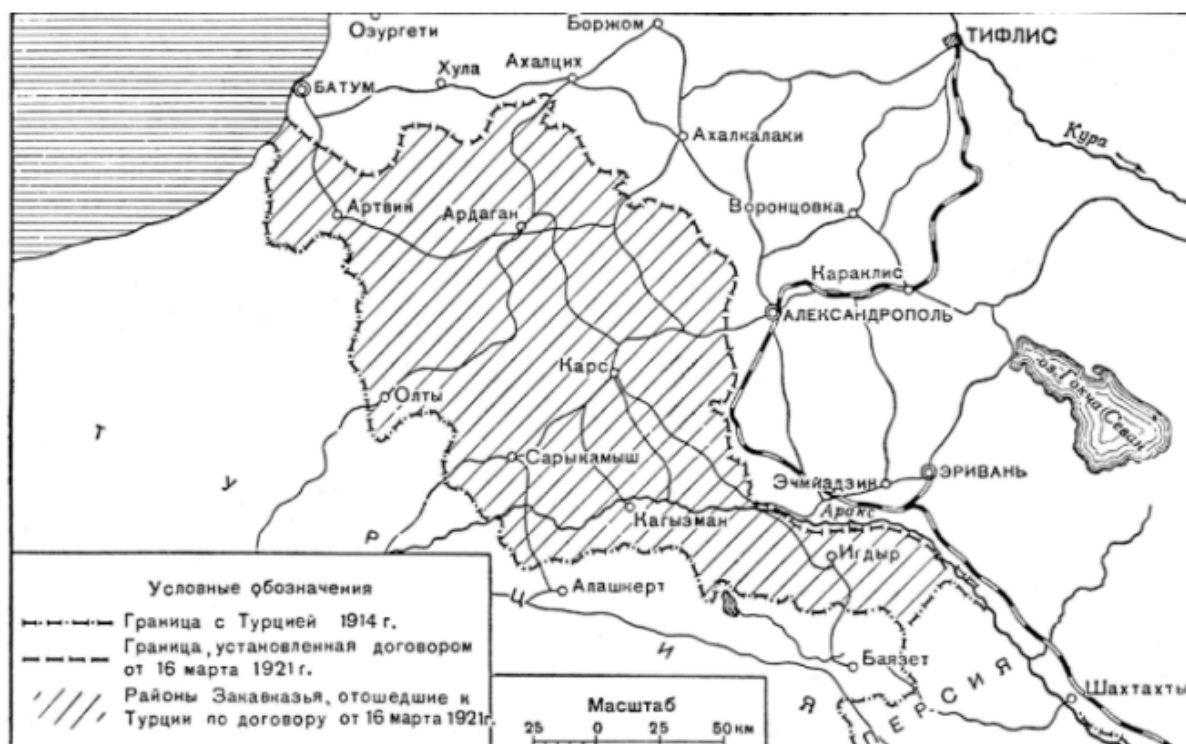 Озургети
Боржом
ТИФЛИС
Хула
Ахалцих
БАТУМ
Кура
Ахалкалаки
Артвин
Ардаган
Воронцовка
Караклис
АЛЕКСАНДРОПОЛЬ
Карс
оз. Гокча (Севан)
Олты
Сарыкамыш
Эчмиадзин
ЭРИВАНЬ
Аракс
Кагызман
Игдыр
Алашкерт
Баязет
Шахтахты
ТУРЦИЯ
ПЕРСИЯ
Условные обозначения
Граница с Турцией 1914 г.
Граница, установленная договором
от 16 марта 1921 г.
Районы Закавказья, отошедшие к
Турции по договору от 16 марта 1921г.
Масштаб
25 0 25 50 км